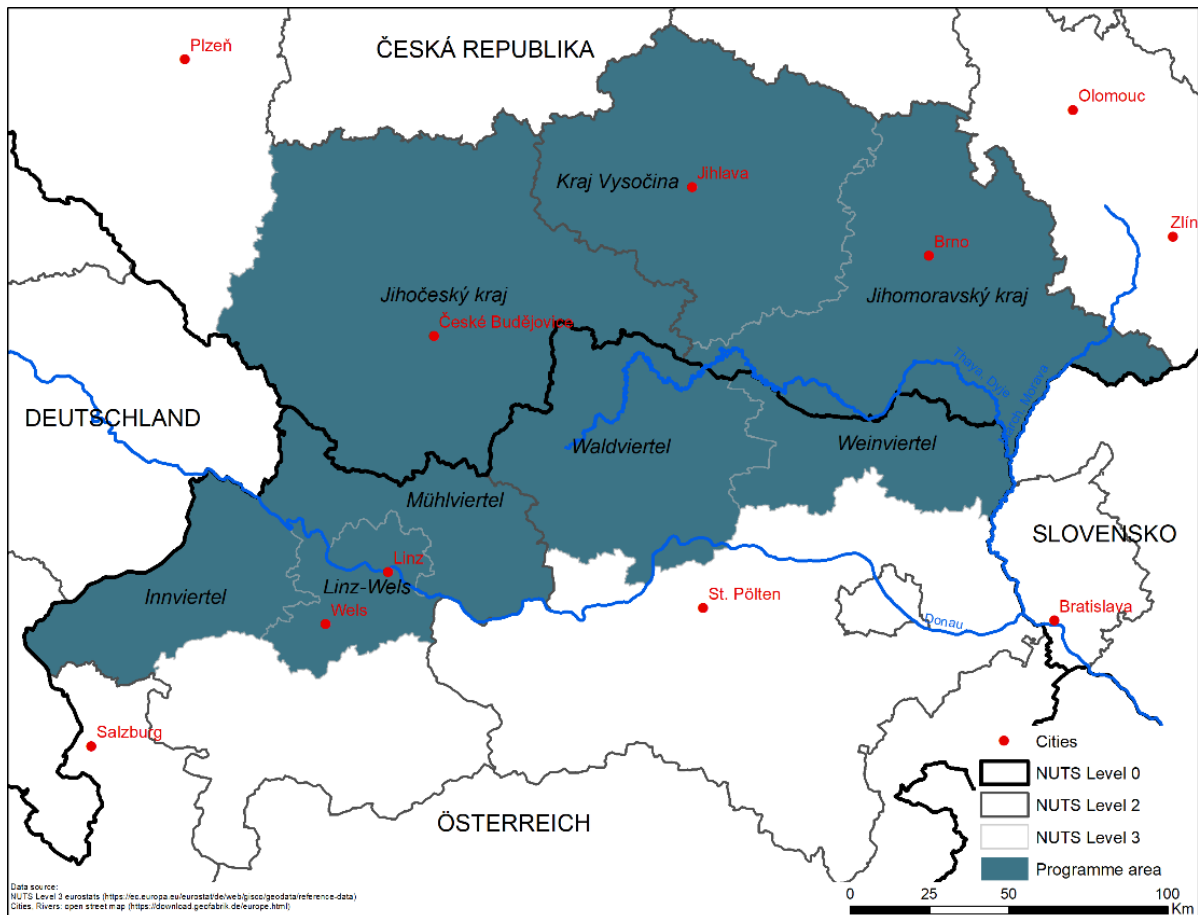 Plzeň
ČESKÁ REPUBLIKA
Olomouc
Kraj Vysočina
Jihlava
Zlín
Brno
Jihočeský kraj
Jihomoravský kraj
České Budějovice
Thaya_Dyje
March_Morava
DEUTSCHLAND
Waldviertel
Weinviertel
Mühlviertel
SLOVENSKO
Linz
Linz-Wels
Innviertel
Wels
St. Pölten
Donau
Bratislava
Salzburg
Cities
NUTS Level 0
NUTS Level 2
NUTS Level 3
Programme area
ÖSTERREICH
Data source:
NUTS Level 3 eurostats (https://ec.europa.eu/eurostat/de/web/gisco/geodata/reference-data)
Cities, Rivers: open street map (https://download.geofabrik.de/europe.html)
0 25 50 100
Km